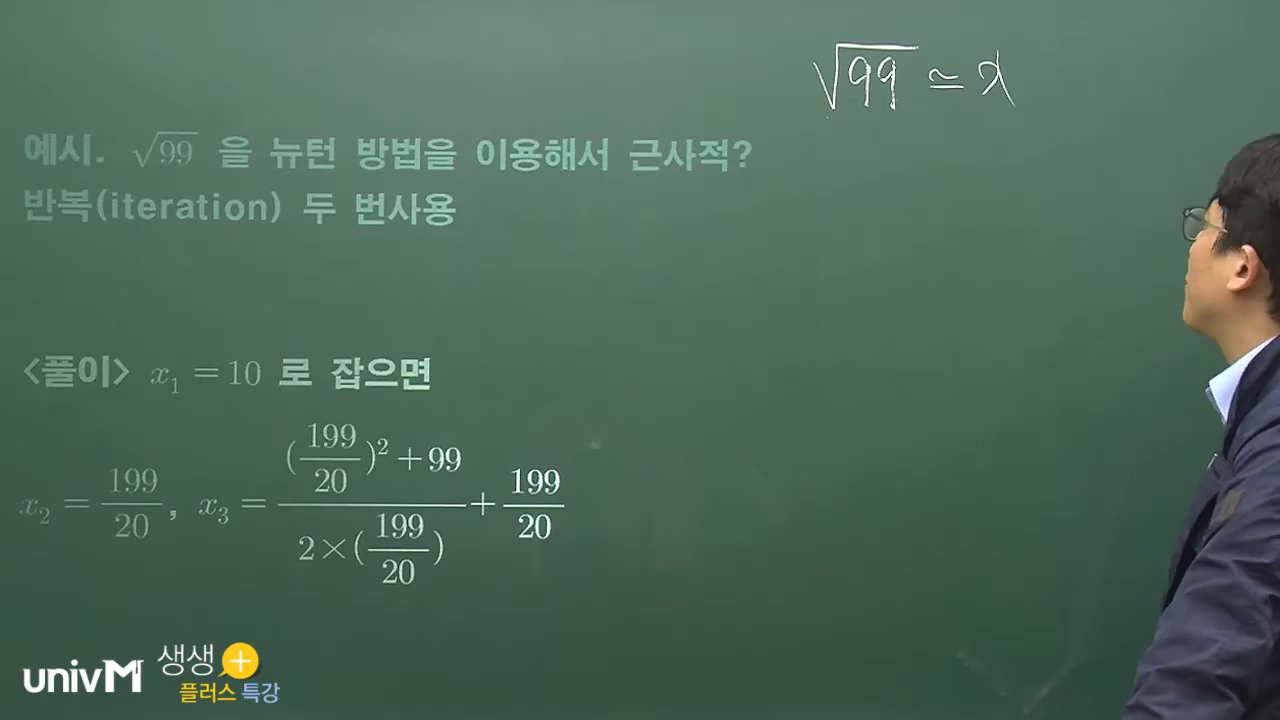 √99 ≃ x
예시. √99 을 뉴턴 방법을 이용해서 근사적?
반복(iteration) 두 번사용
<풀이> x₁ = 10 로 잡으면
x₂ = 199/20, x₃ = ((199/20)² + 99)/(2×(199/20)) + 199/20
univM 생생+
플러스 특강